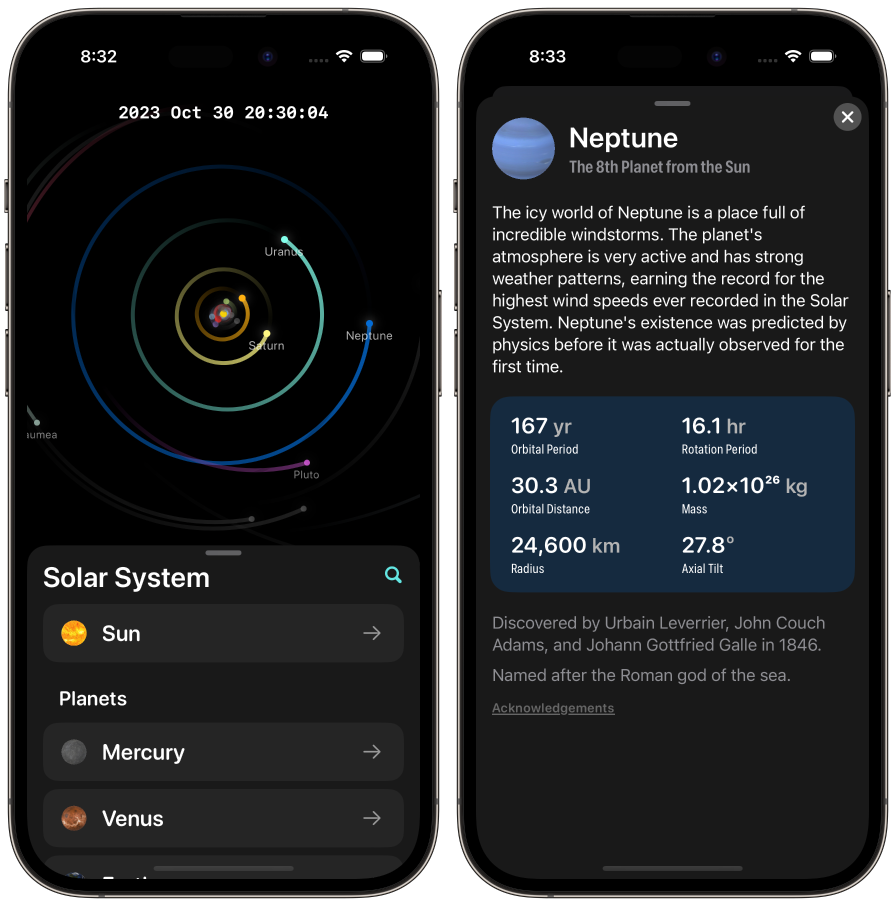 8:32
2023 Oct 30 20:30:04
Uranus
Saturn
Neptune
aumea
Pluto
Solar System
Sun
Planets
Mercury
Venus
8:33
Neptune
The 8th Planet from the Sun
The icy world of Neptune is a place full of
incredible windstorms. The planet's
atmosphere is very active and has strong
weather patterns, earning the record for the
highest wind speeds ever recorded in the Solar
System. Neptune's existence was predicted by
physics before it was actually observed for the
first time.
167 yr
Orbital Period
16.1 hr
Rotation Period
30.3 AU
Orbital Distance
1.02×10²⁶ kg
Mass
24,600 km
Radius
27.8°
Axial Tilt
Discovered by Urbain Leverrier, John Couch
Adams, and Johann Gottfried Galle in 1846.
Named after the Roman god of the sea.
Acknowledgements